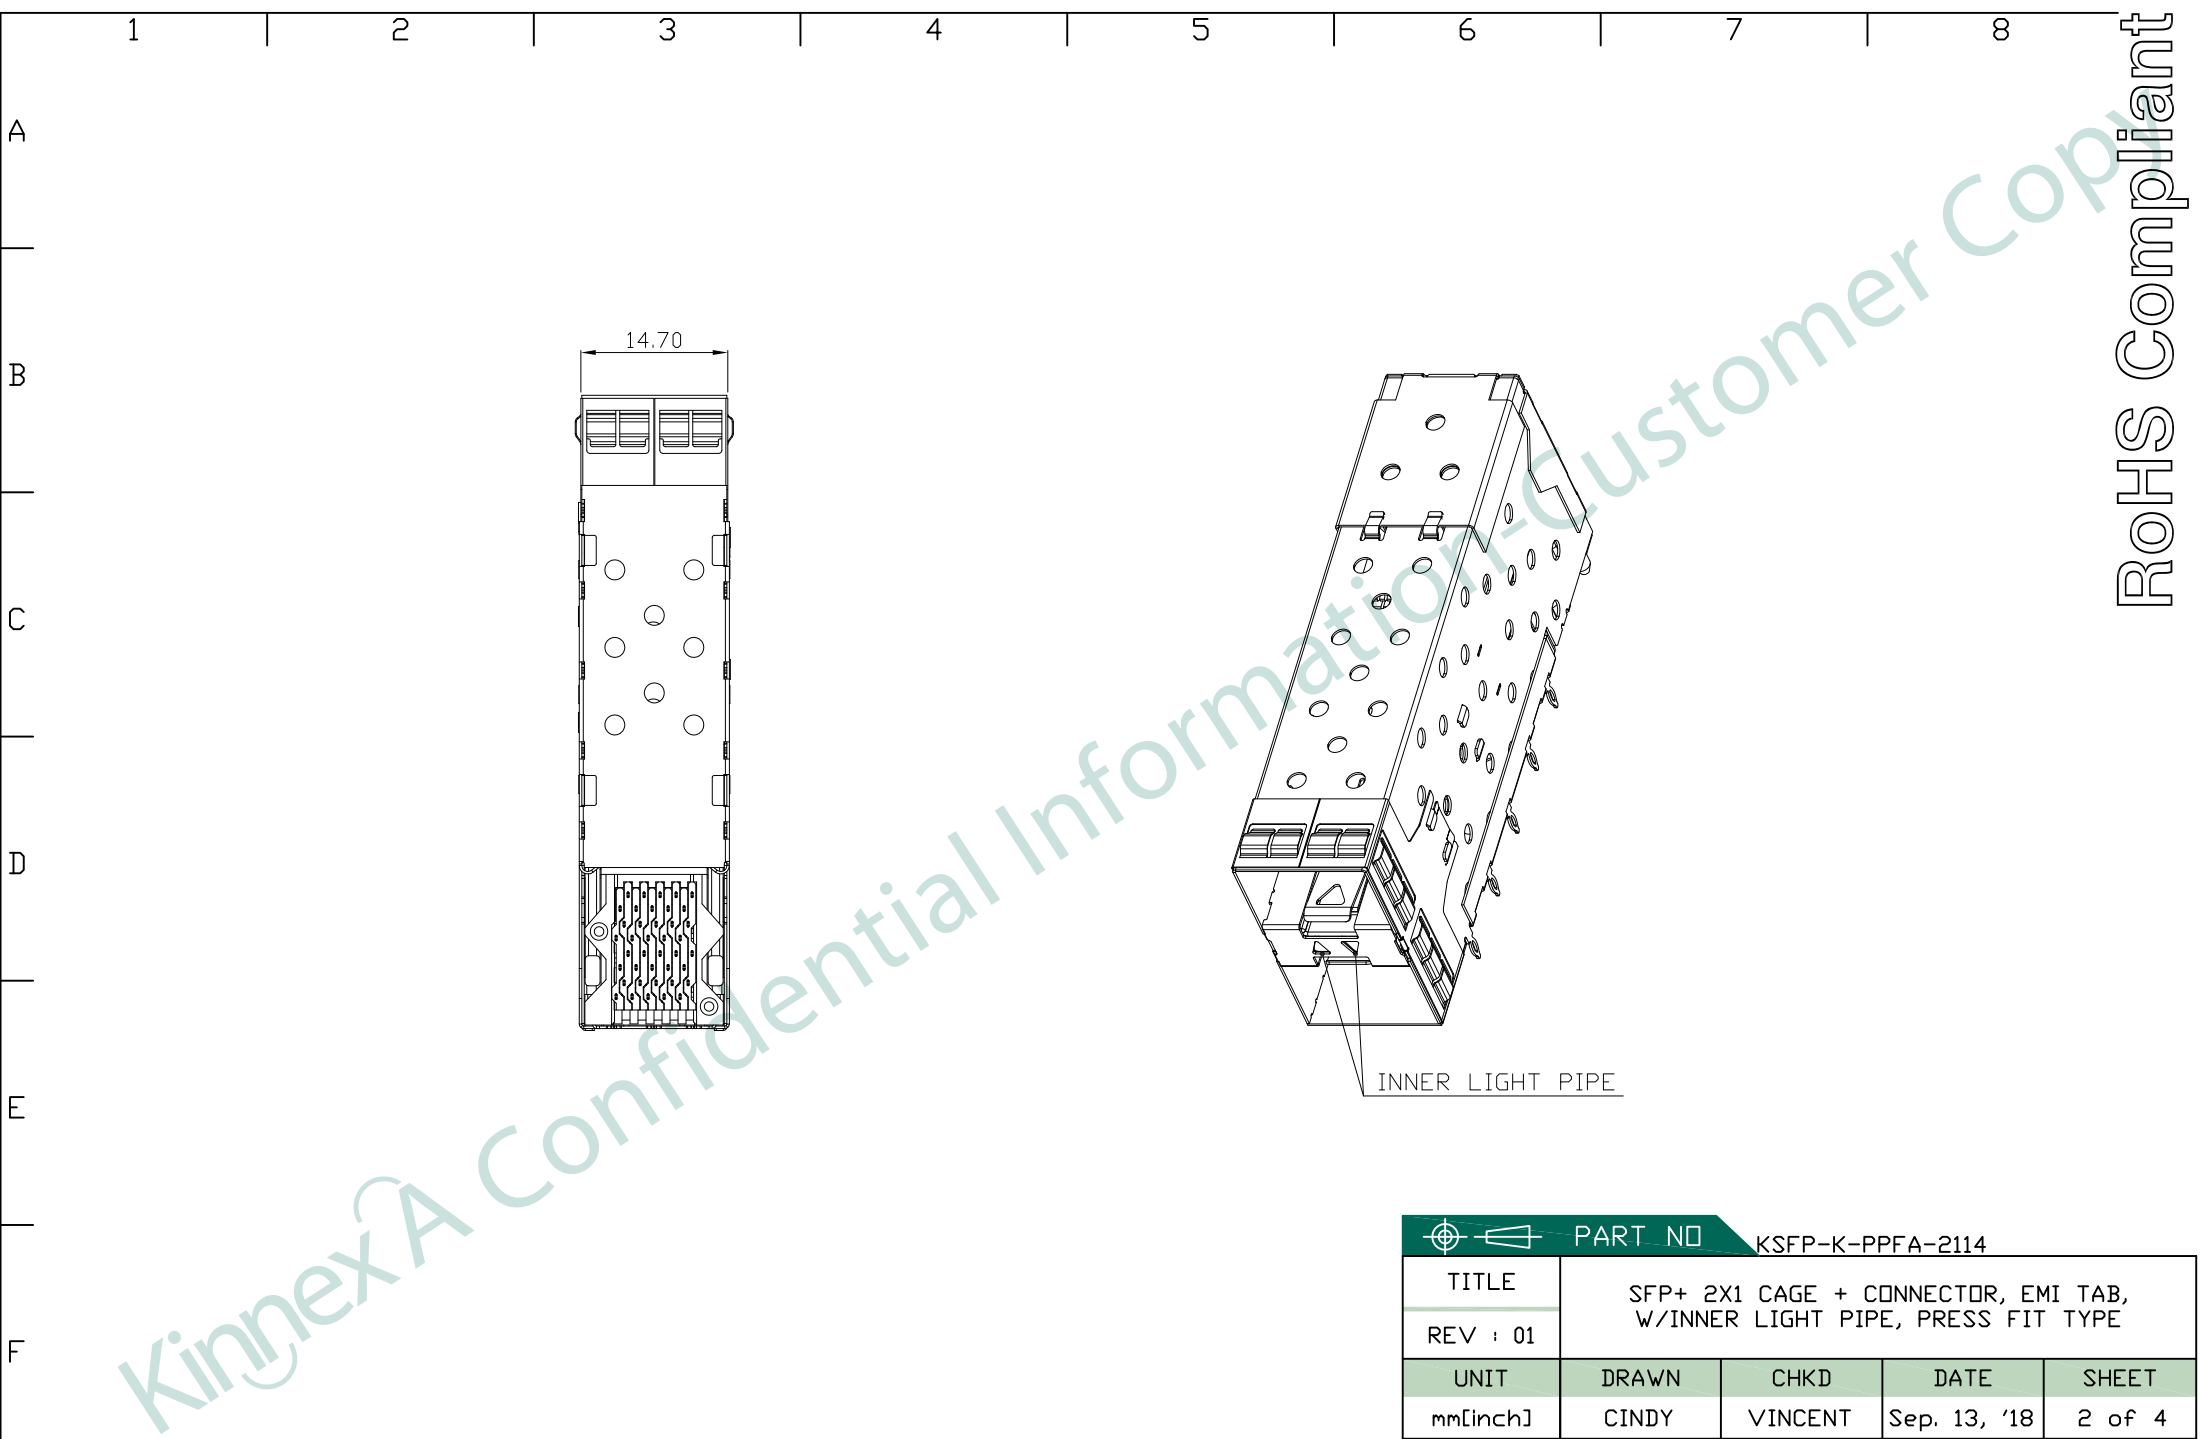 1 2 3 4 5 6 7 8
RoHS Compliant
A
B
C
D
E
F
14.70
INNER LIGHT PIPE
KinnexA Confidential Information-Customer Copy
PART NO KSFP-K-PPFA-2114
TITLE
SFP+ 2X1 CAGE + CONNECTOR, EMI TAB,
W/INNER LIGHT PIPE, PRESS FIT TYPE
REV : 01
UNIT DRAWN CHKD DATE SHEET
mm[inch] CINDY VINCENT Sep. 13, '18 2 of 4